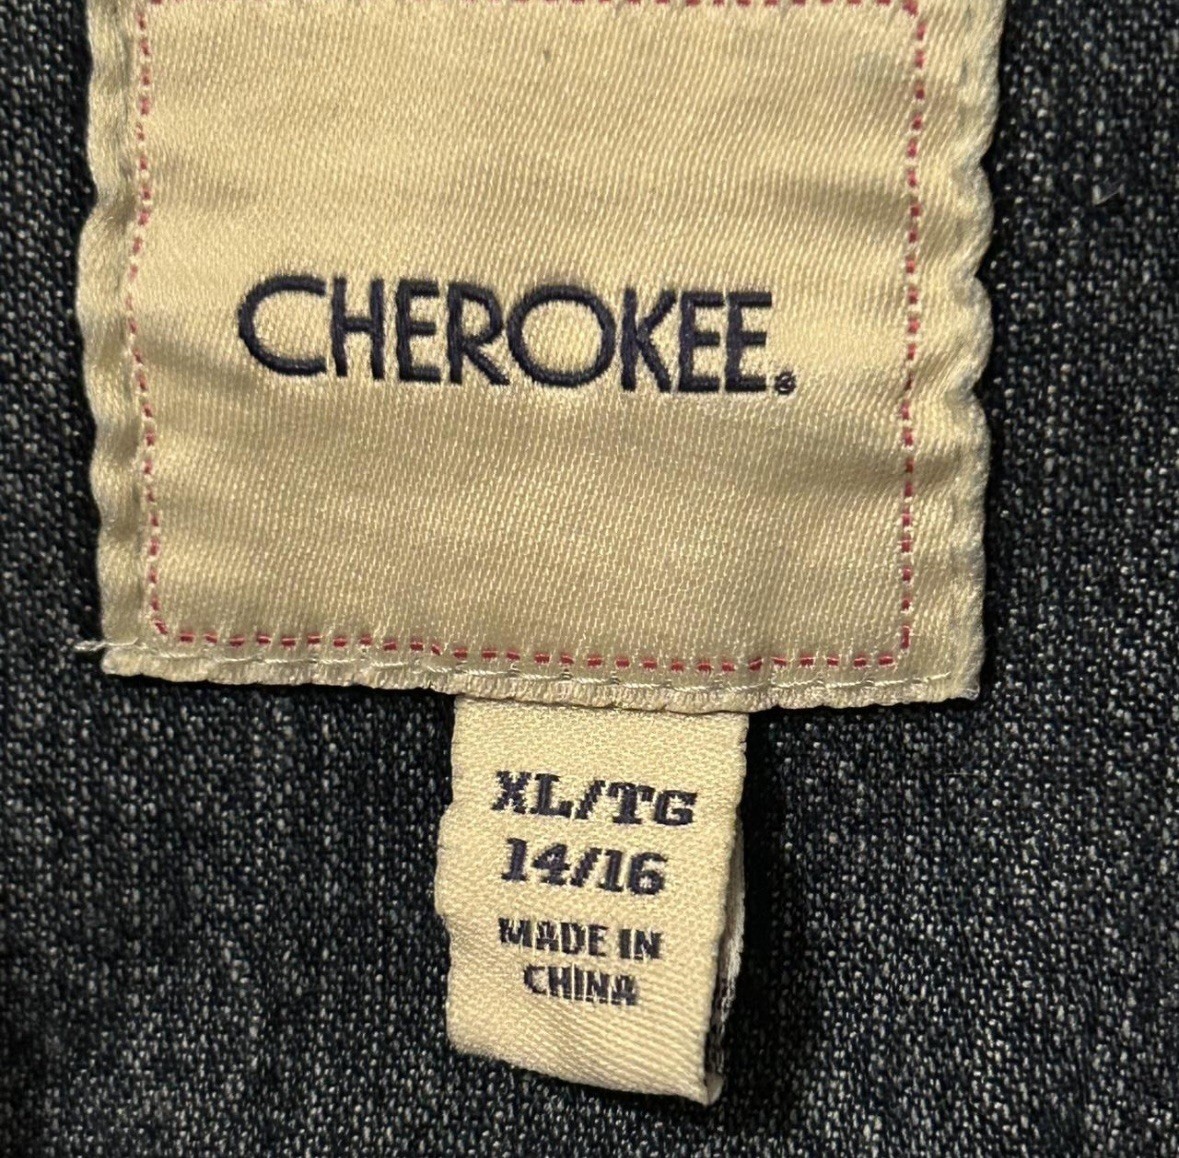 CHEROKEE®
XL/TG
14/16
MADE IN
CHINA